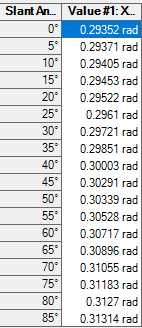 Slant An... Value #1: X...
0° 0.29352 rad
5° 0.29371 rad
10° 0.29405 rad
15° 0.29453 rad
20° 0.29522 rad
25° 0.2961 rad
30° 0.29721 rad
35° 0.29851 rad
40° 0.30003 rad
45° 0.30291 rad
50° 0.30339 rad
55° 0.30528 rad
60° 0.30717 rad
65° 0.30896 rad
70° 0.31055 rad
75° 0.31183 rad
80° 0.3127 rad
85° 0.31314 rad